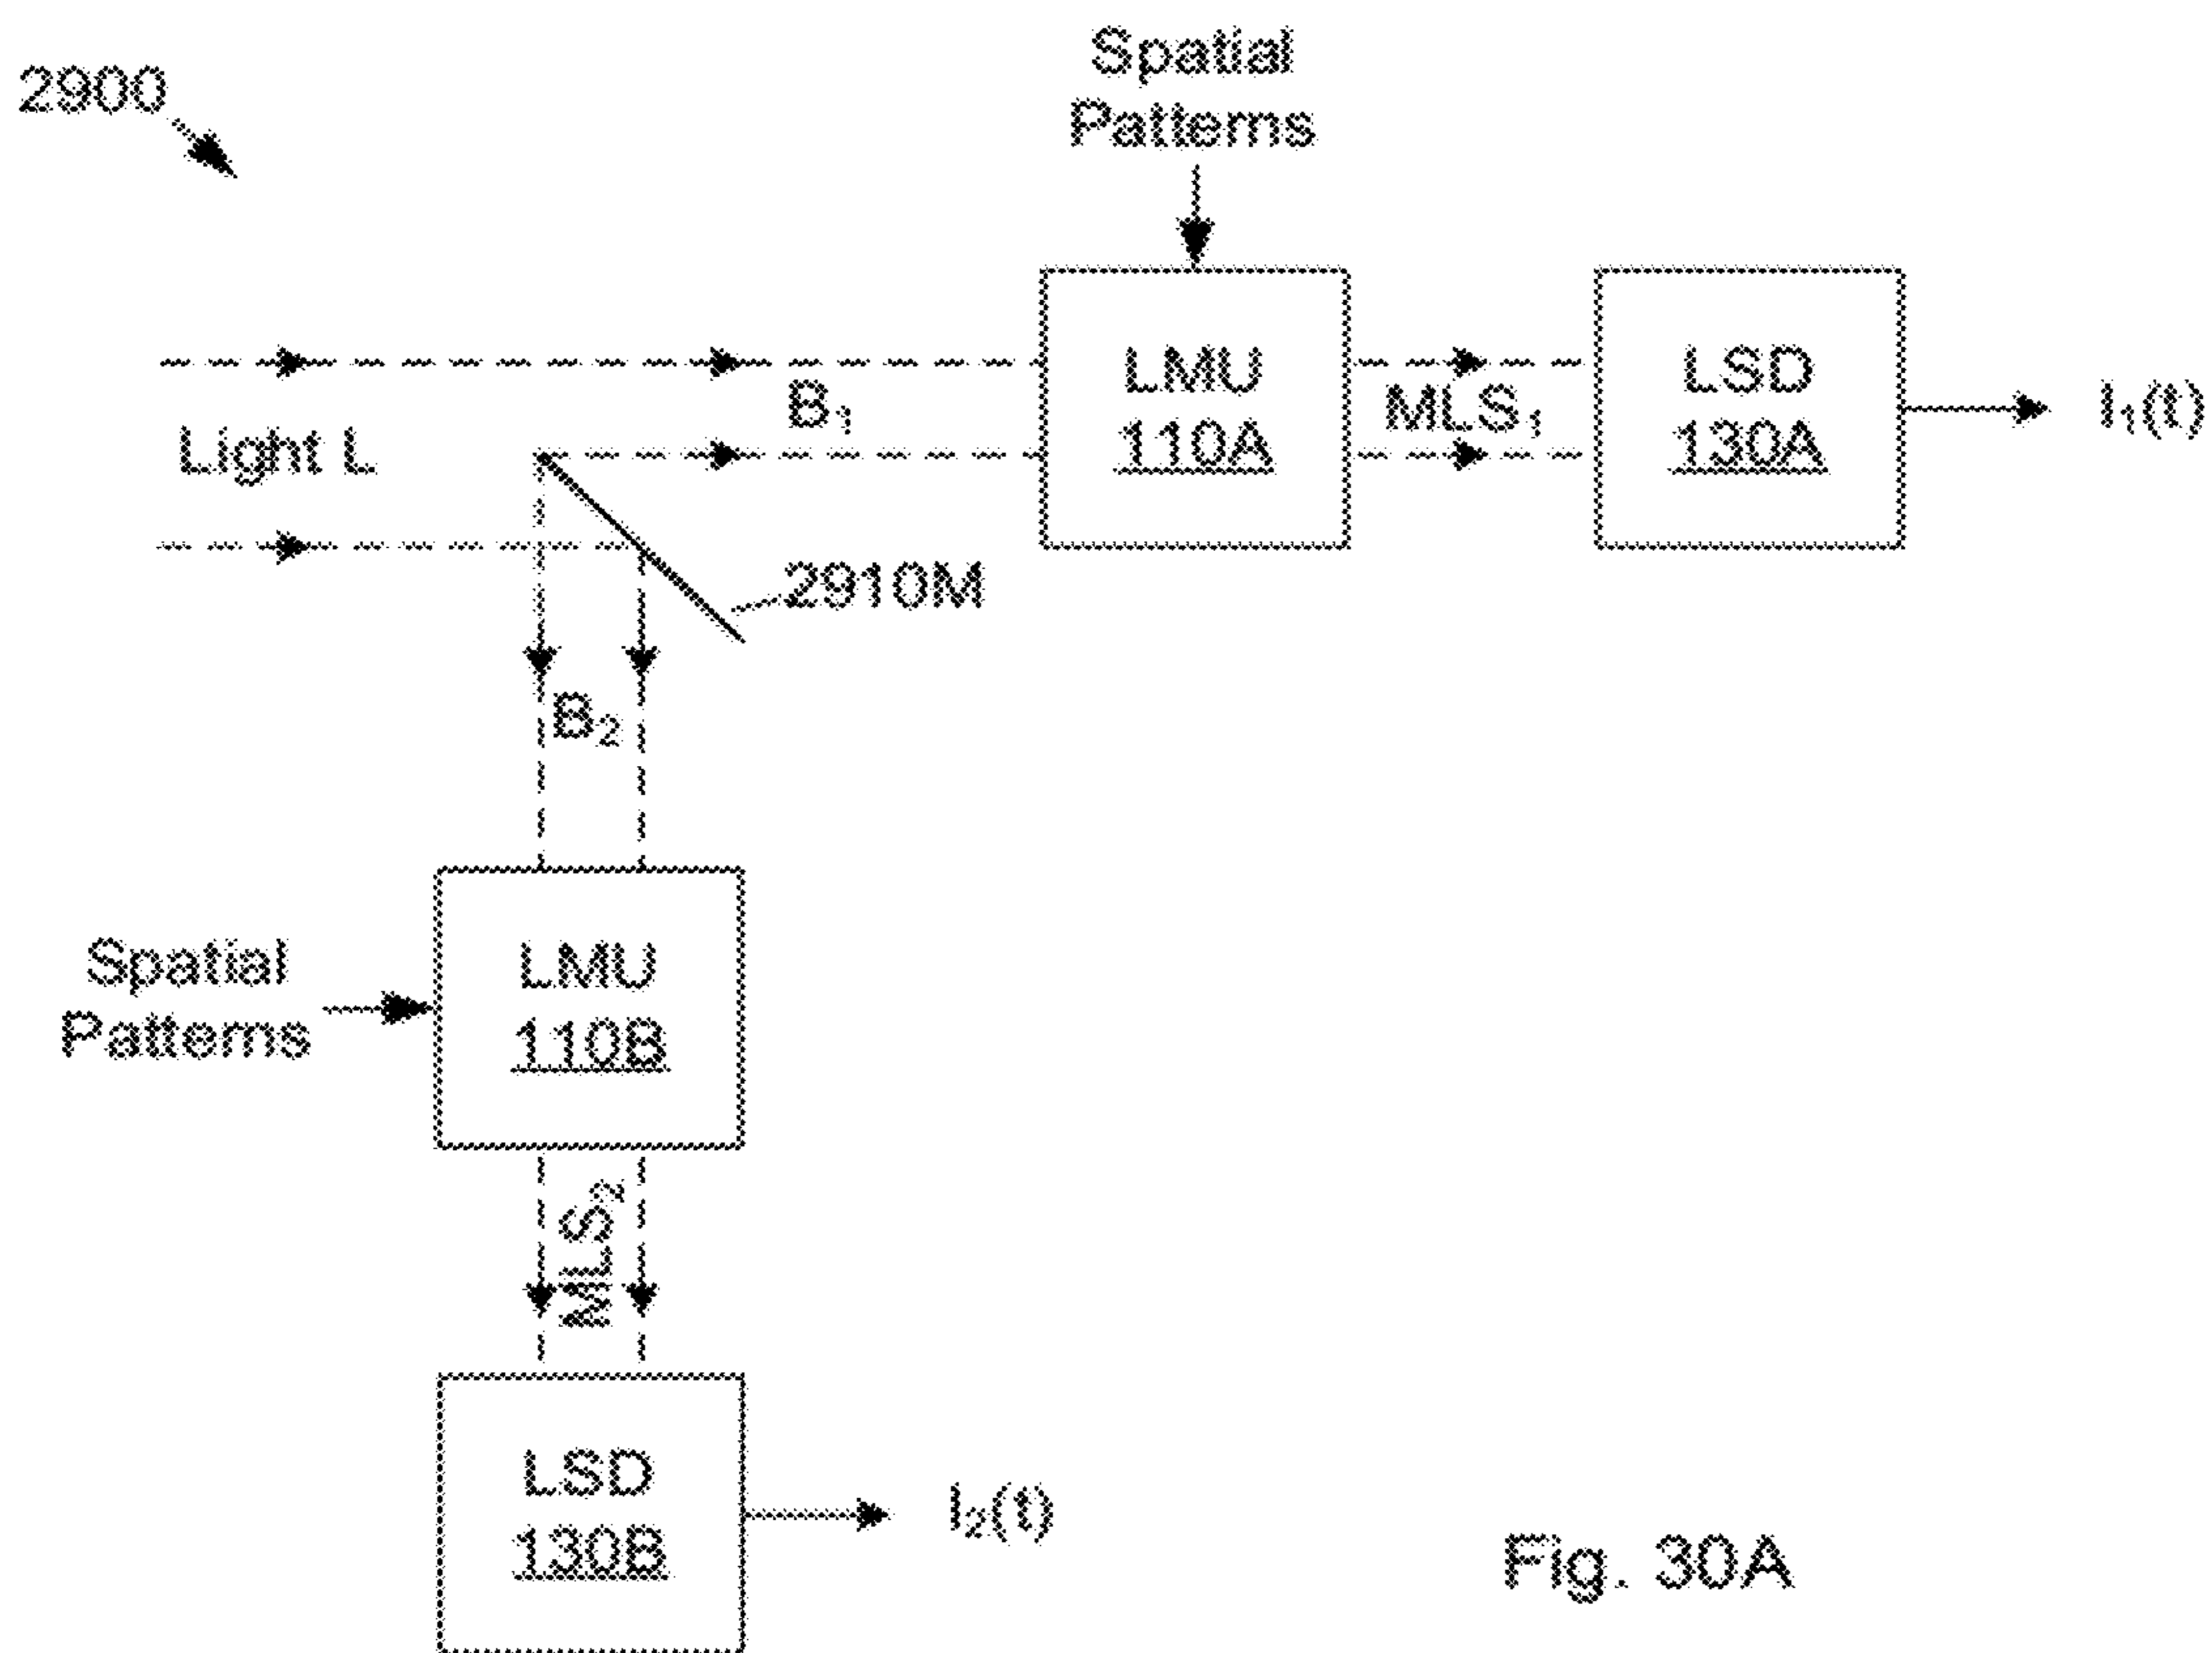 2900
Spatial
Patterns
Light L
B₁
LMU
110A
MLS₁
LSD
130A
I₁(t)
2910M
B₂
Spatial
Patterns
LMU
110B
MLS₂
LSD
130B
I₂(t)
Fig. 30A